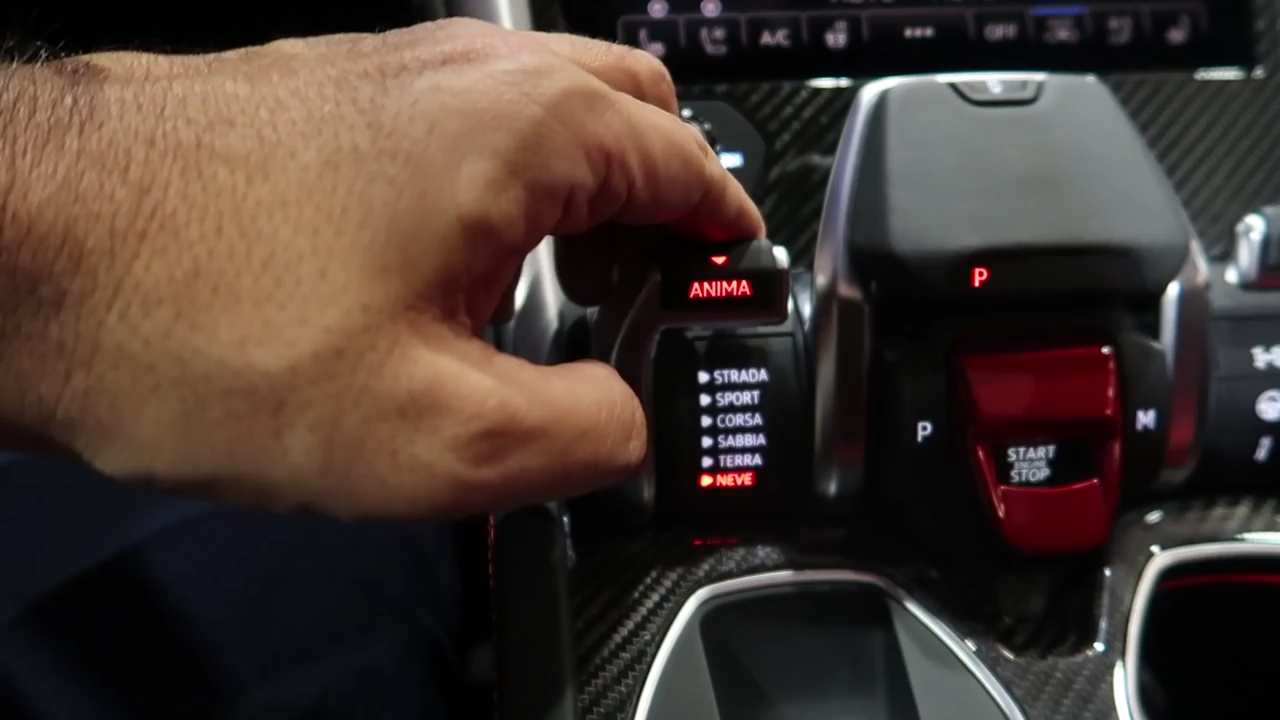 A/C
OFF
P
ANIMA
STRADA
SPORT
CORSA
SABBIA
TERRA
NEVE
P
START
ENGINE
STOP
M